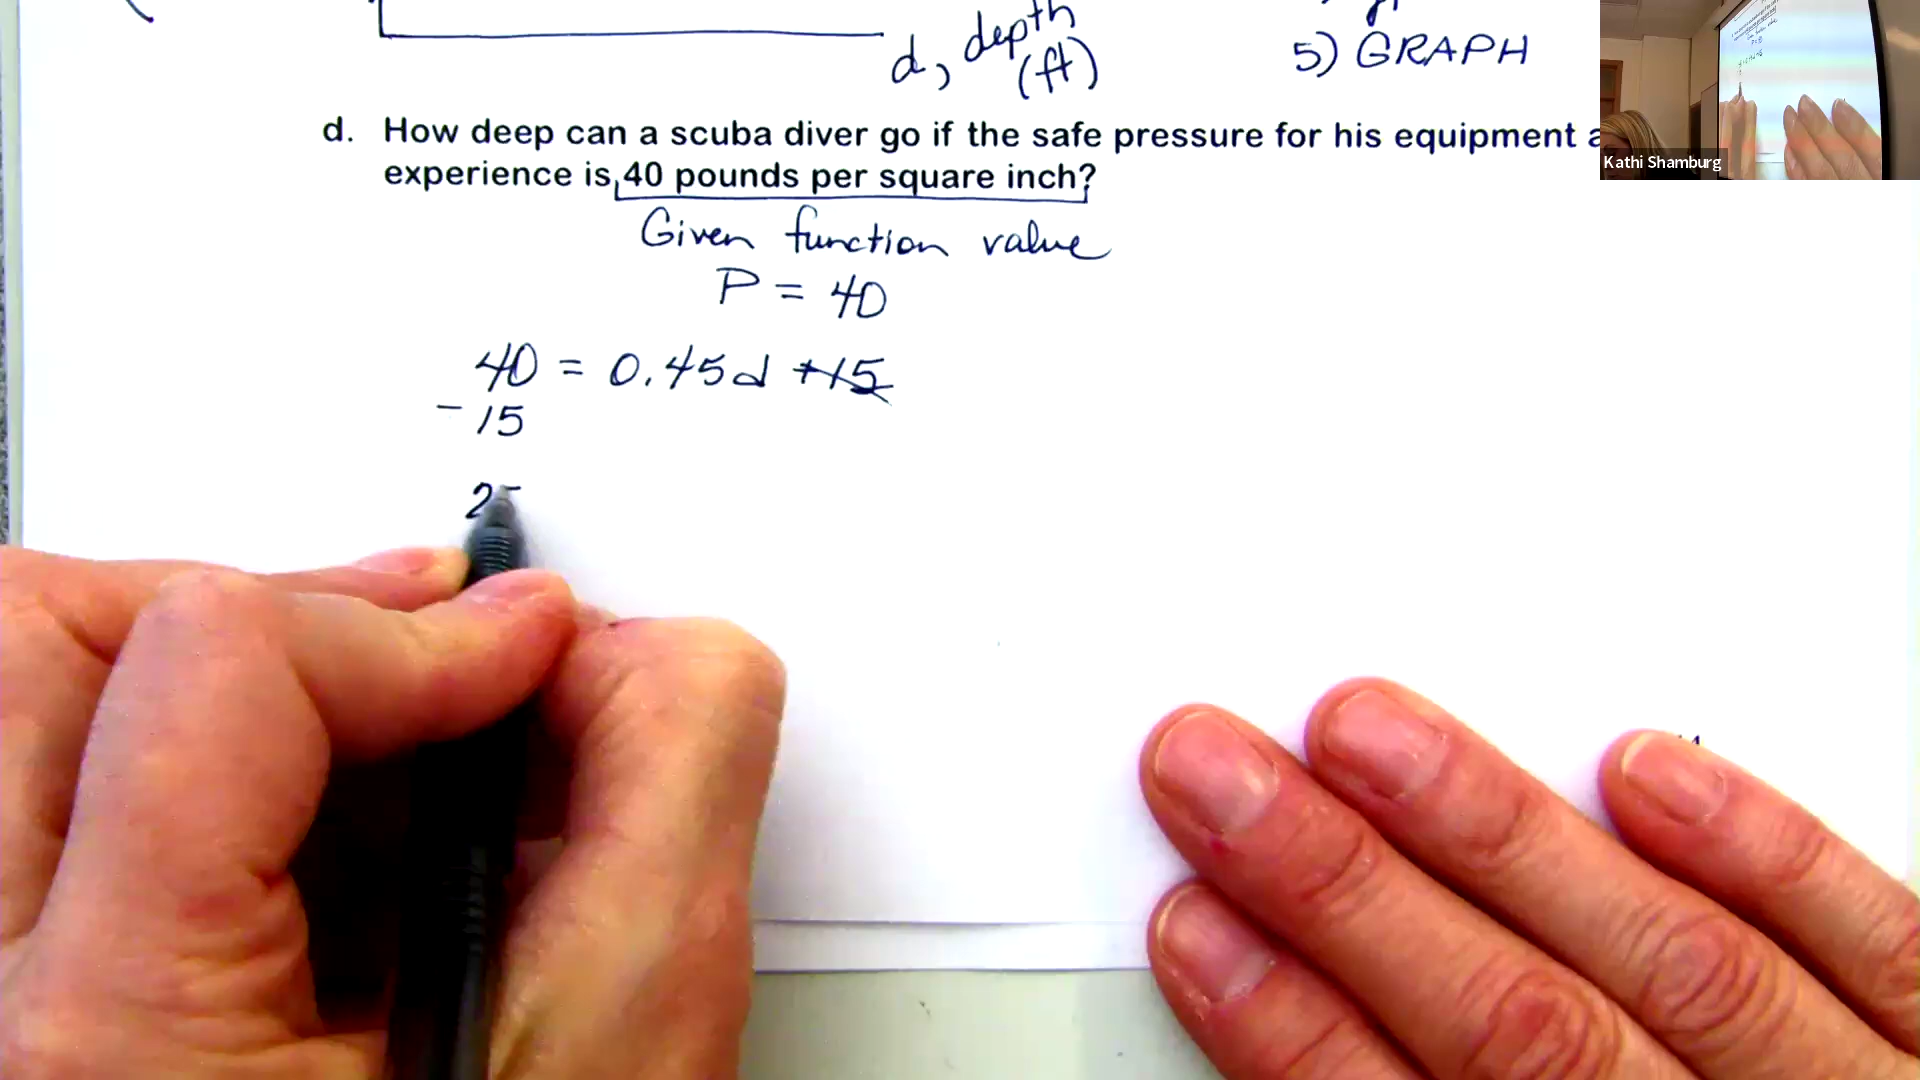 d, depth
(ft)
5) GRAPH
d. How deep can a scuba diver go if the safe pressure for his equipment
experience is 40 pounds per square inch?
Kathi Shamburg
Given function value
P = 40
40 = 0.45d +15
- 15
25